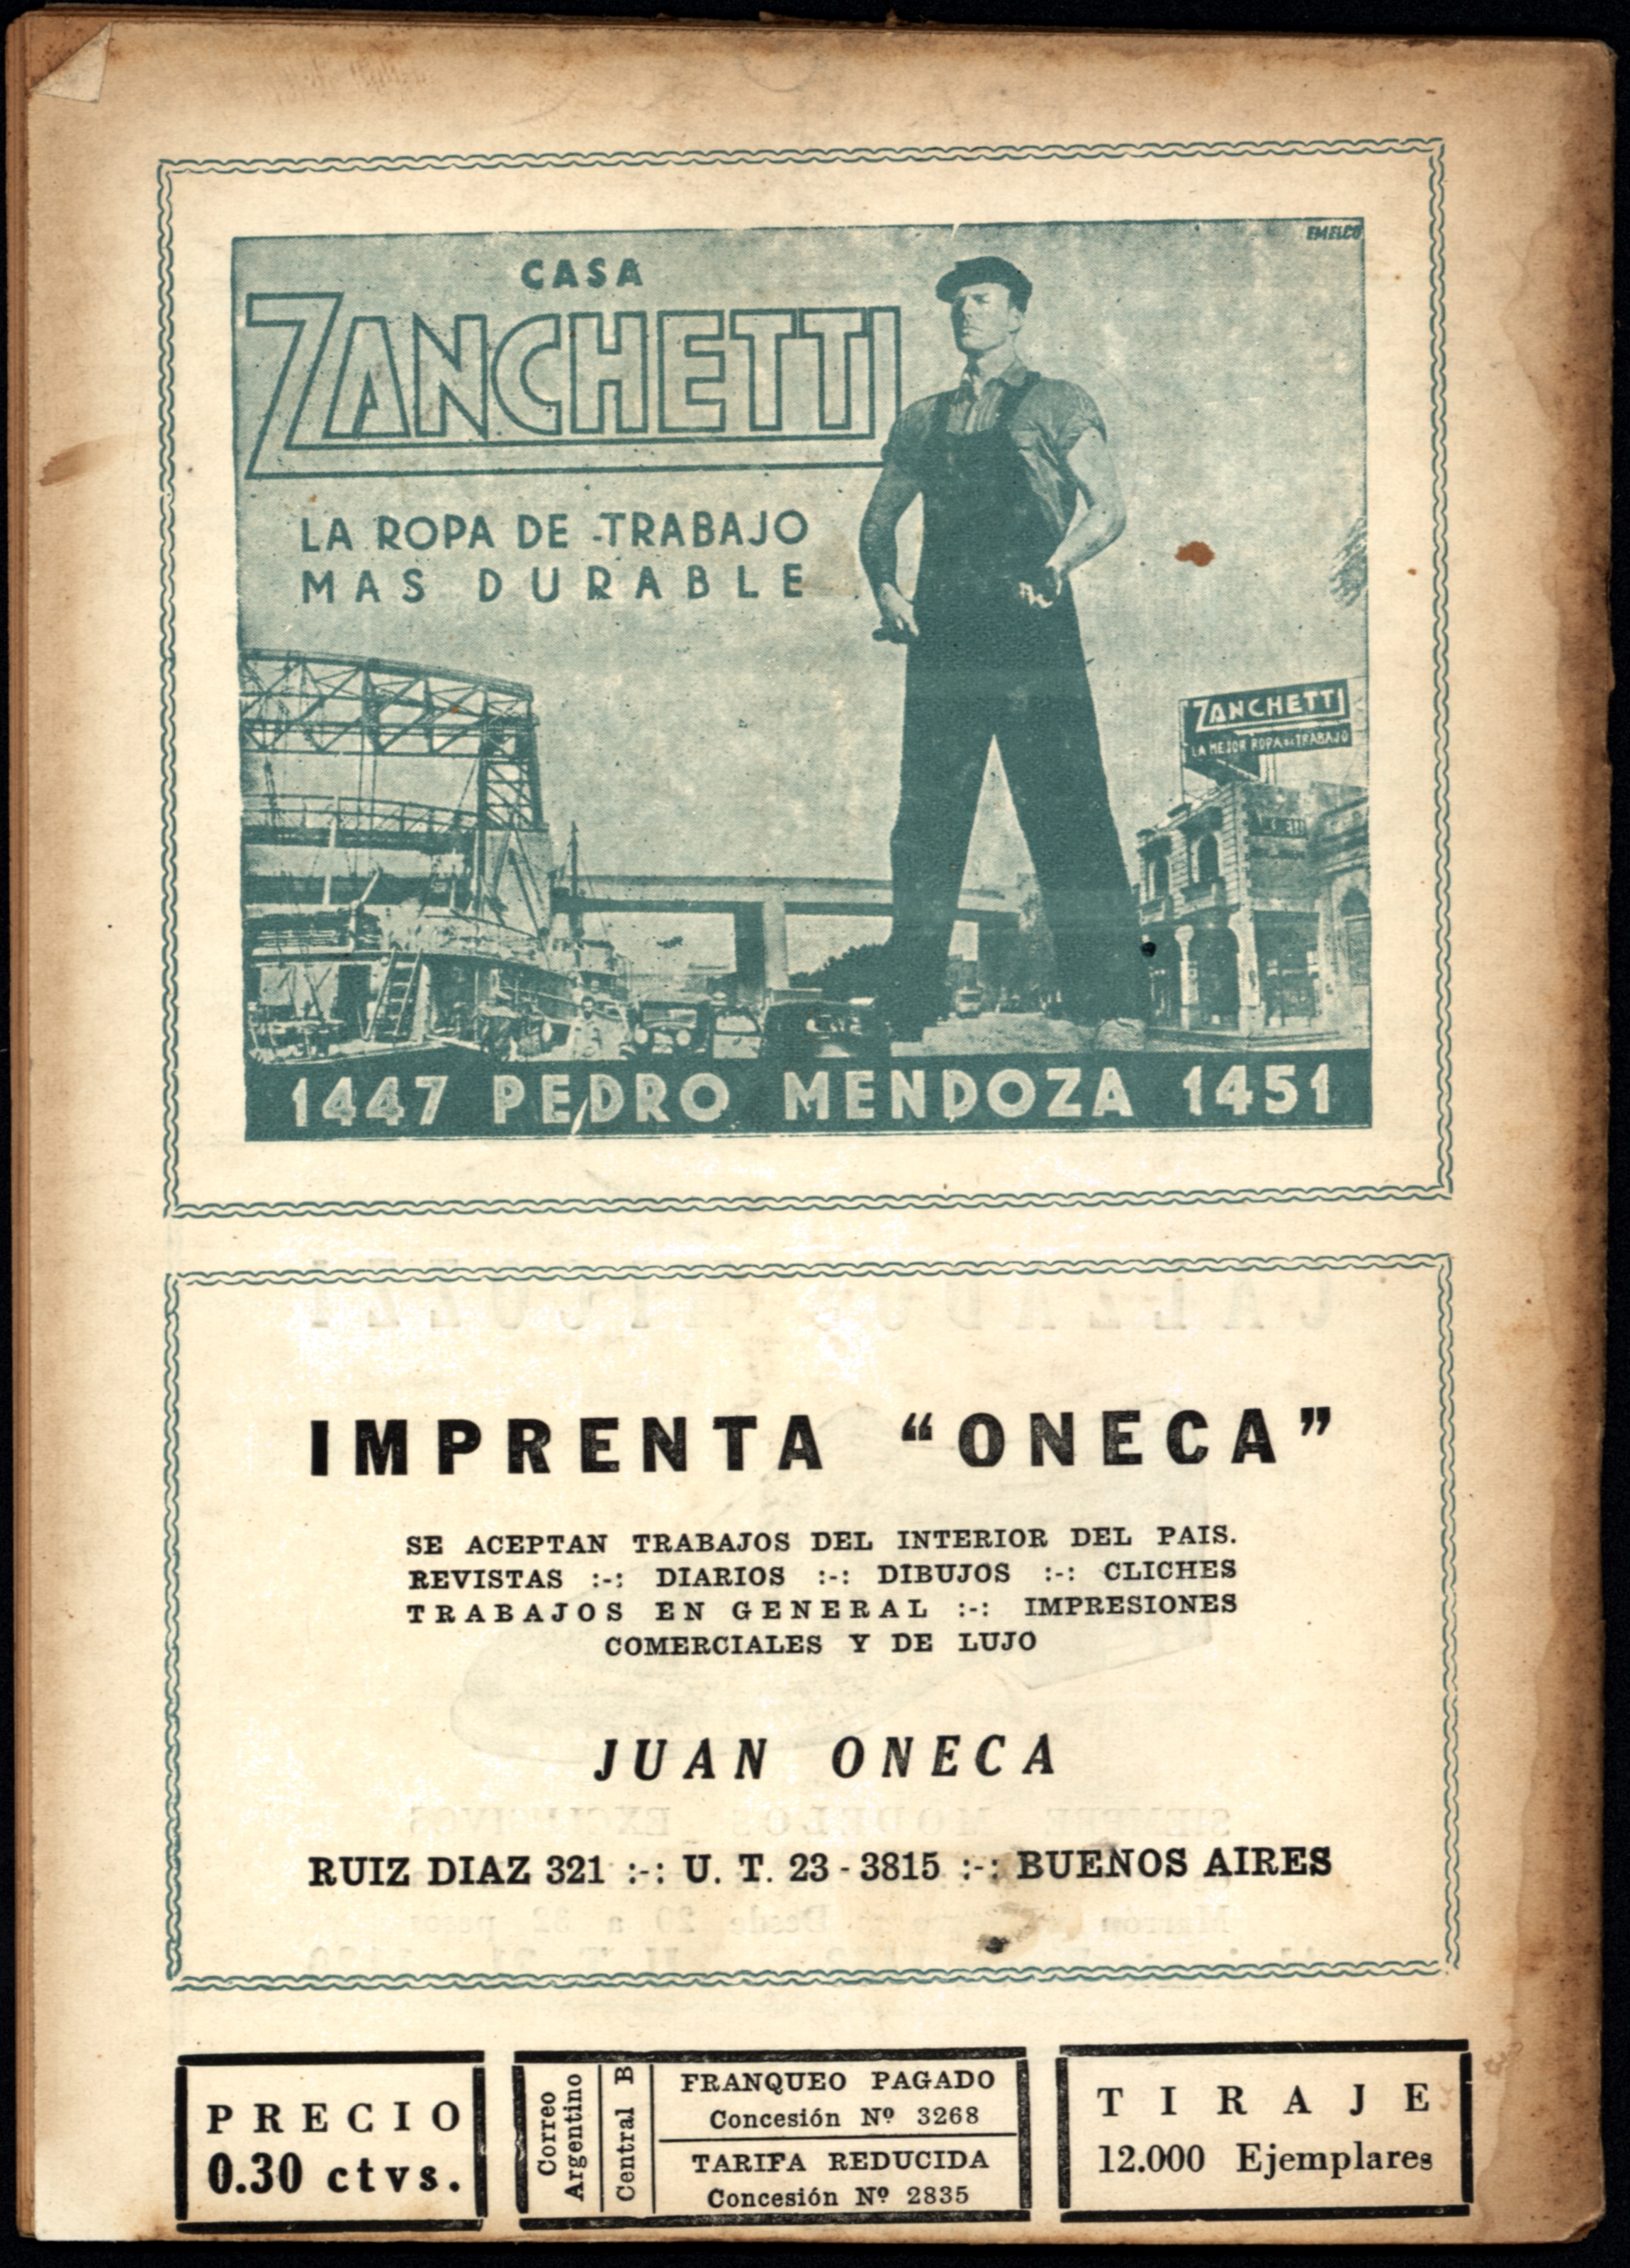 EMELCO
CASA
ZANCHETTI
LA ROPA DE TRABAJO
MAS DURABLE
ZANCHETTI
LA MEJOR ROPA DE TRABAJO
1447 PEDRO MENDOZA 1451
IMPRENTA “ONECA”
SE ACEPTAN TRABAJOS DEL INTERIOR DEL PAIS.
REVISTAS :-: DIARIOS :-: DIBUJOS :-: CLICHES
TRABAJOS EN GENERAL :-: IMPRESIONES
COMERCIALES Y DE LUJO
JUAN ONECA
RUIZ DIAZ 321 :-: U. T. 23 - 3815 :-: BUENOS AIRES
PRECIO
0.30 ctvs.
Correo
Argentino
Central B
FRANQUEO PAGADO
Concesión Nº 3268
TARIFA REDUCIDA
Concesión Nº 2835
TIRAJE
12.000 Ejemplares